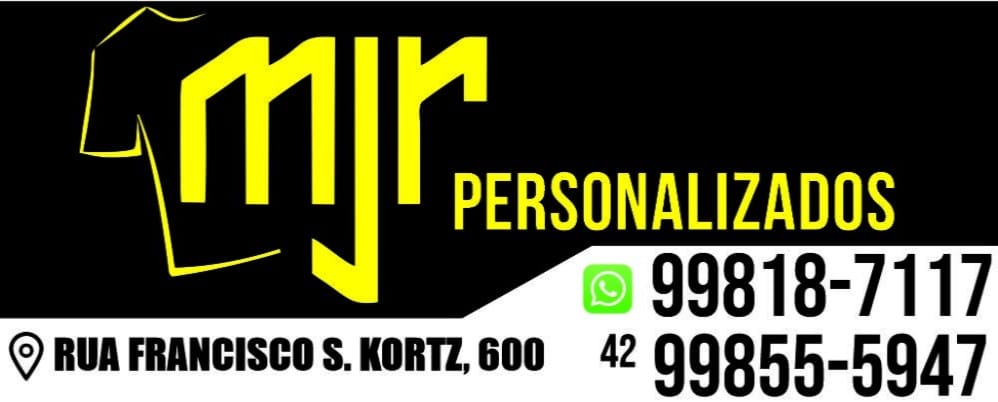 mjr
PERSONALIZADOS
99818-7117
RUA FRANCISCO S. KORTZ, 600
42 99855-5947